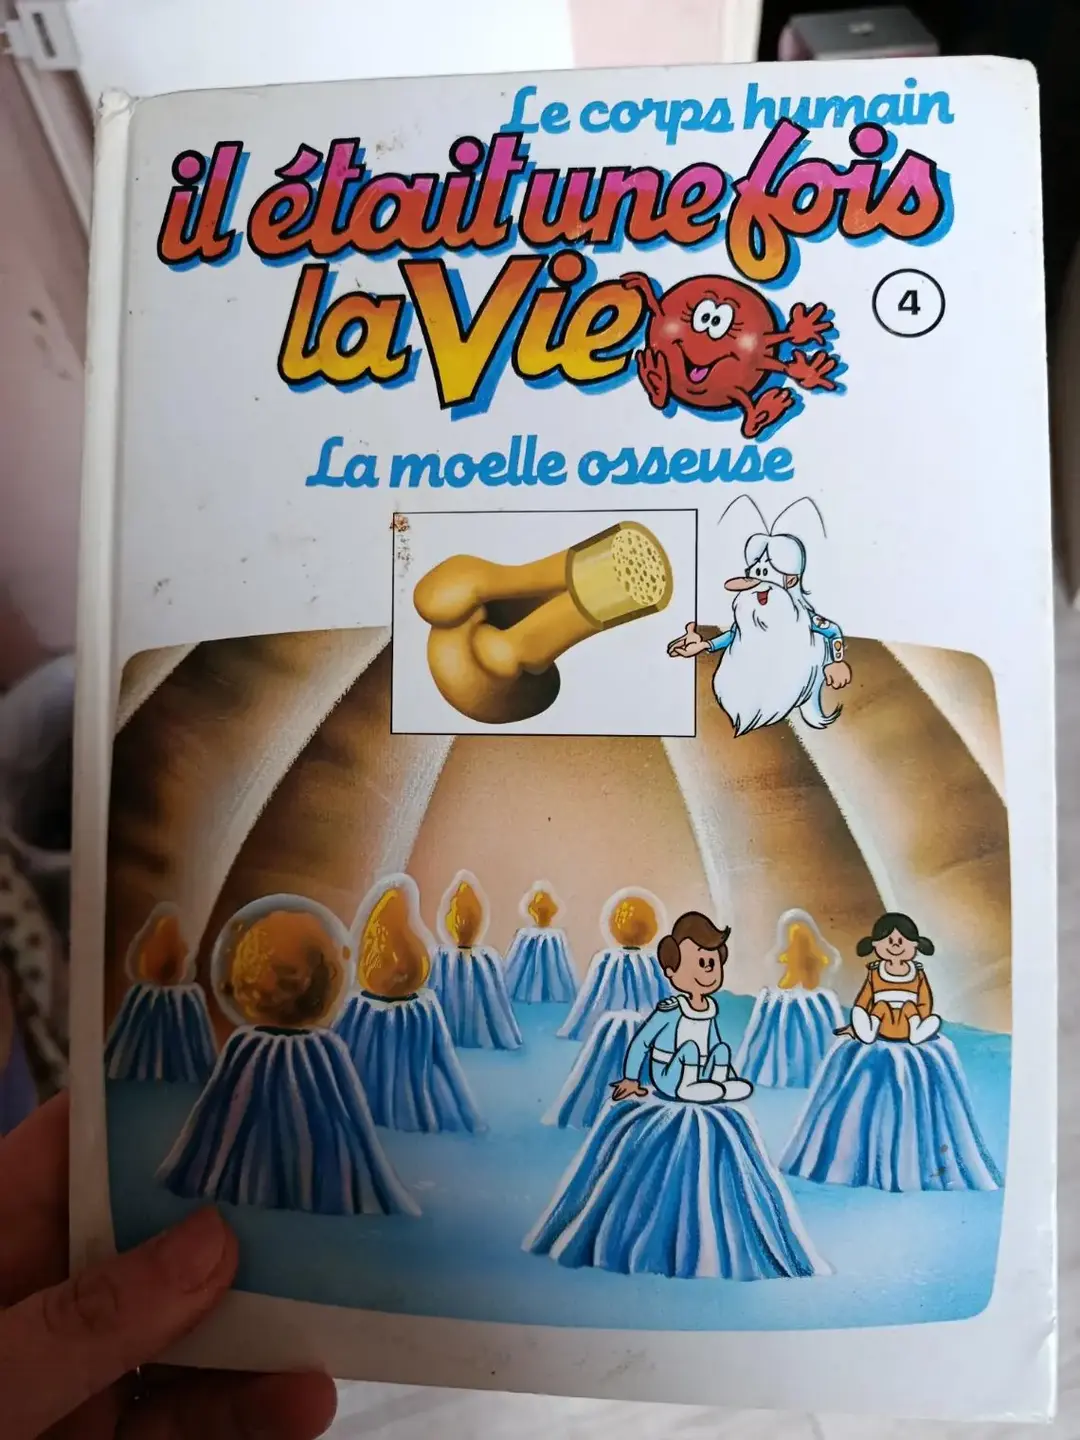 Le corps humain
il était une fois
la Vie
4
La moelle osseuse